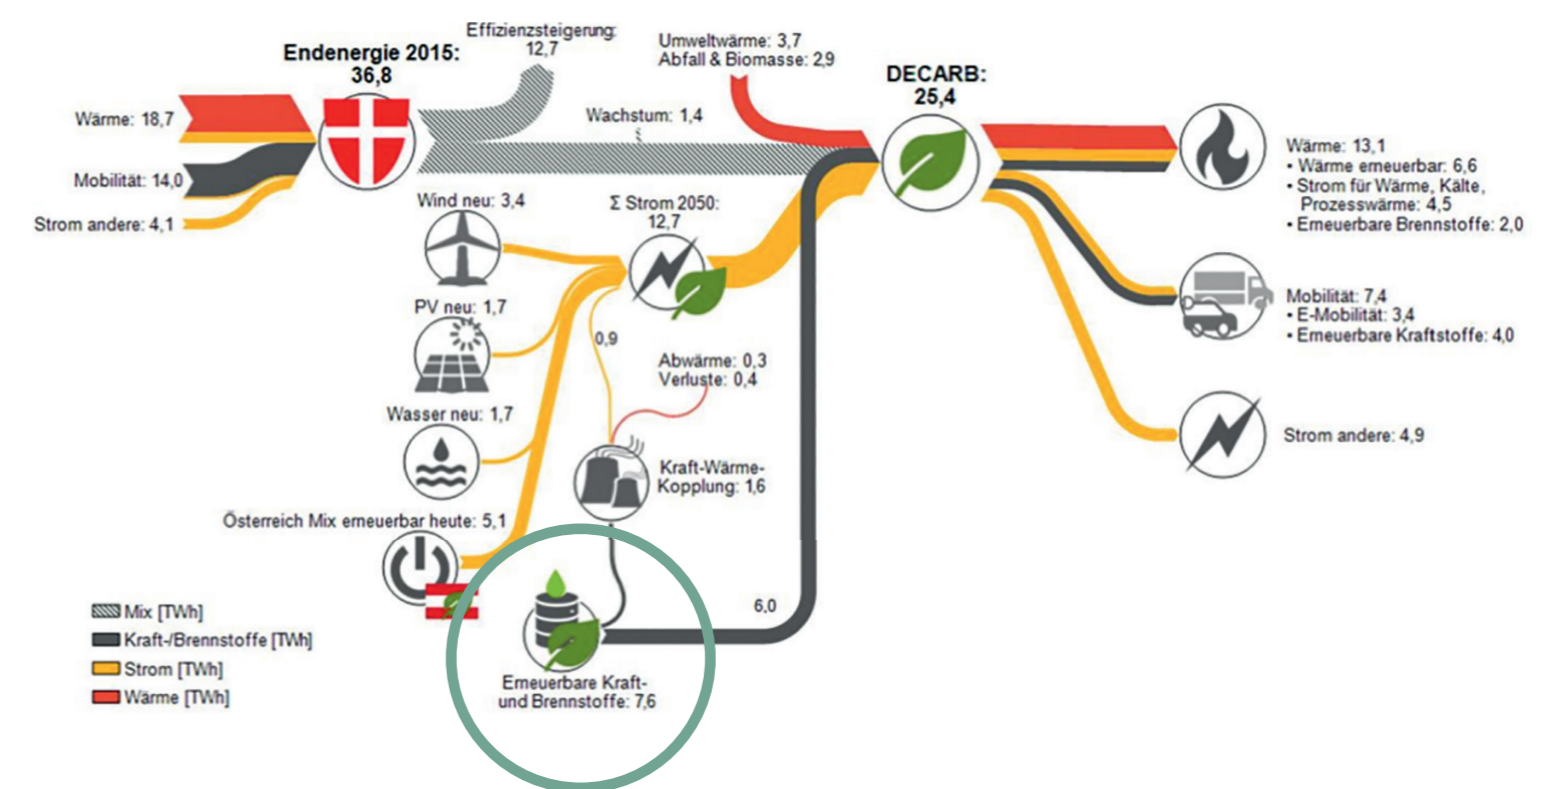 Effizienzsteigerung:
12,7
Endenergie 2015:
36,8
Umweltwärme: 3,7
Abfall & Biomasse: 2,9
DECARB:
25,4
Wärme: 18,7
Mobilität: 14,0
Strom andere: 4,1
Wachstum: 1,4
Wind neu: 3,4
Σ Strom 2050:
12,7
PV neu: 1,7
0,9
Abwärme: 0,3
Verluste: 0,4
Wasser neu: 1,7
Kraft-Wärme-
Kopplung: 1,6
Österreich Mix erneuerbar heute: 5,1
6,0
Erneuerbare Kraft-
und Brennstoffe: 7,6
Wärme: 13,1
• Wärme erneuerbar: 6,6
• Strom für Wärme, Kälte,
Prozesswärme: 4,5
• Erneuerbare Brennstoffe: 2,0
Mobilität: 7,4
• E-Mobilität: 3,4
• Erneuerbare Kraftstoffe: 4,0
Strom andere: 4,9
Mix [TWh]
Kraft-/Brennstoffe [TWh]
Strom [TWh]
Wärme [TWh]